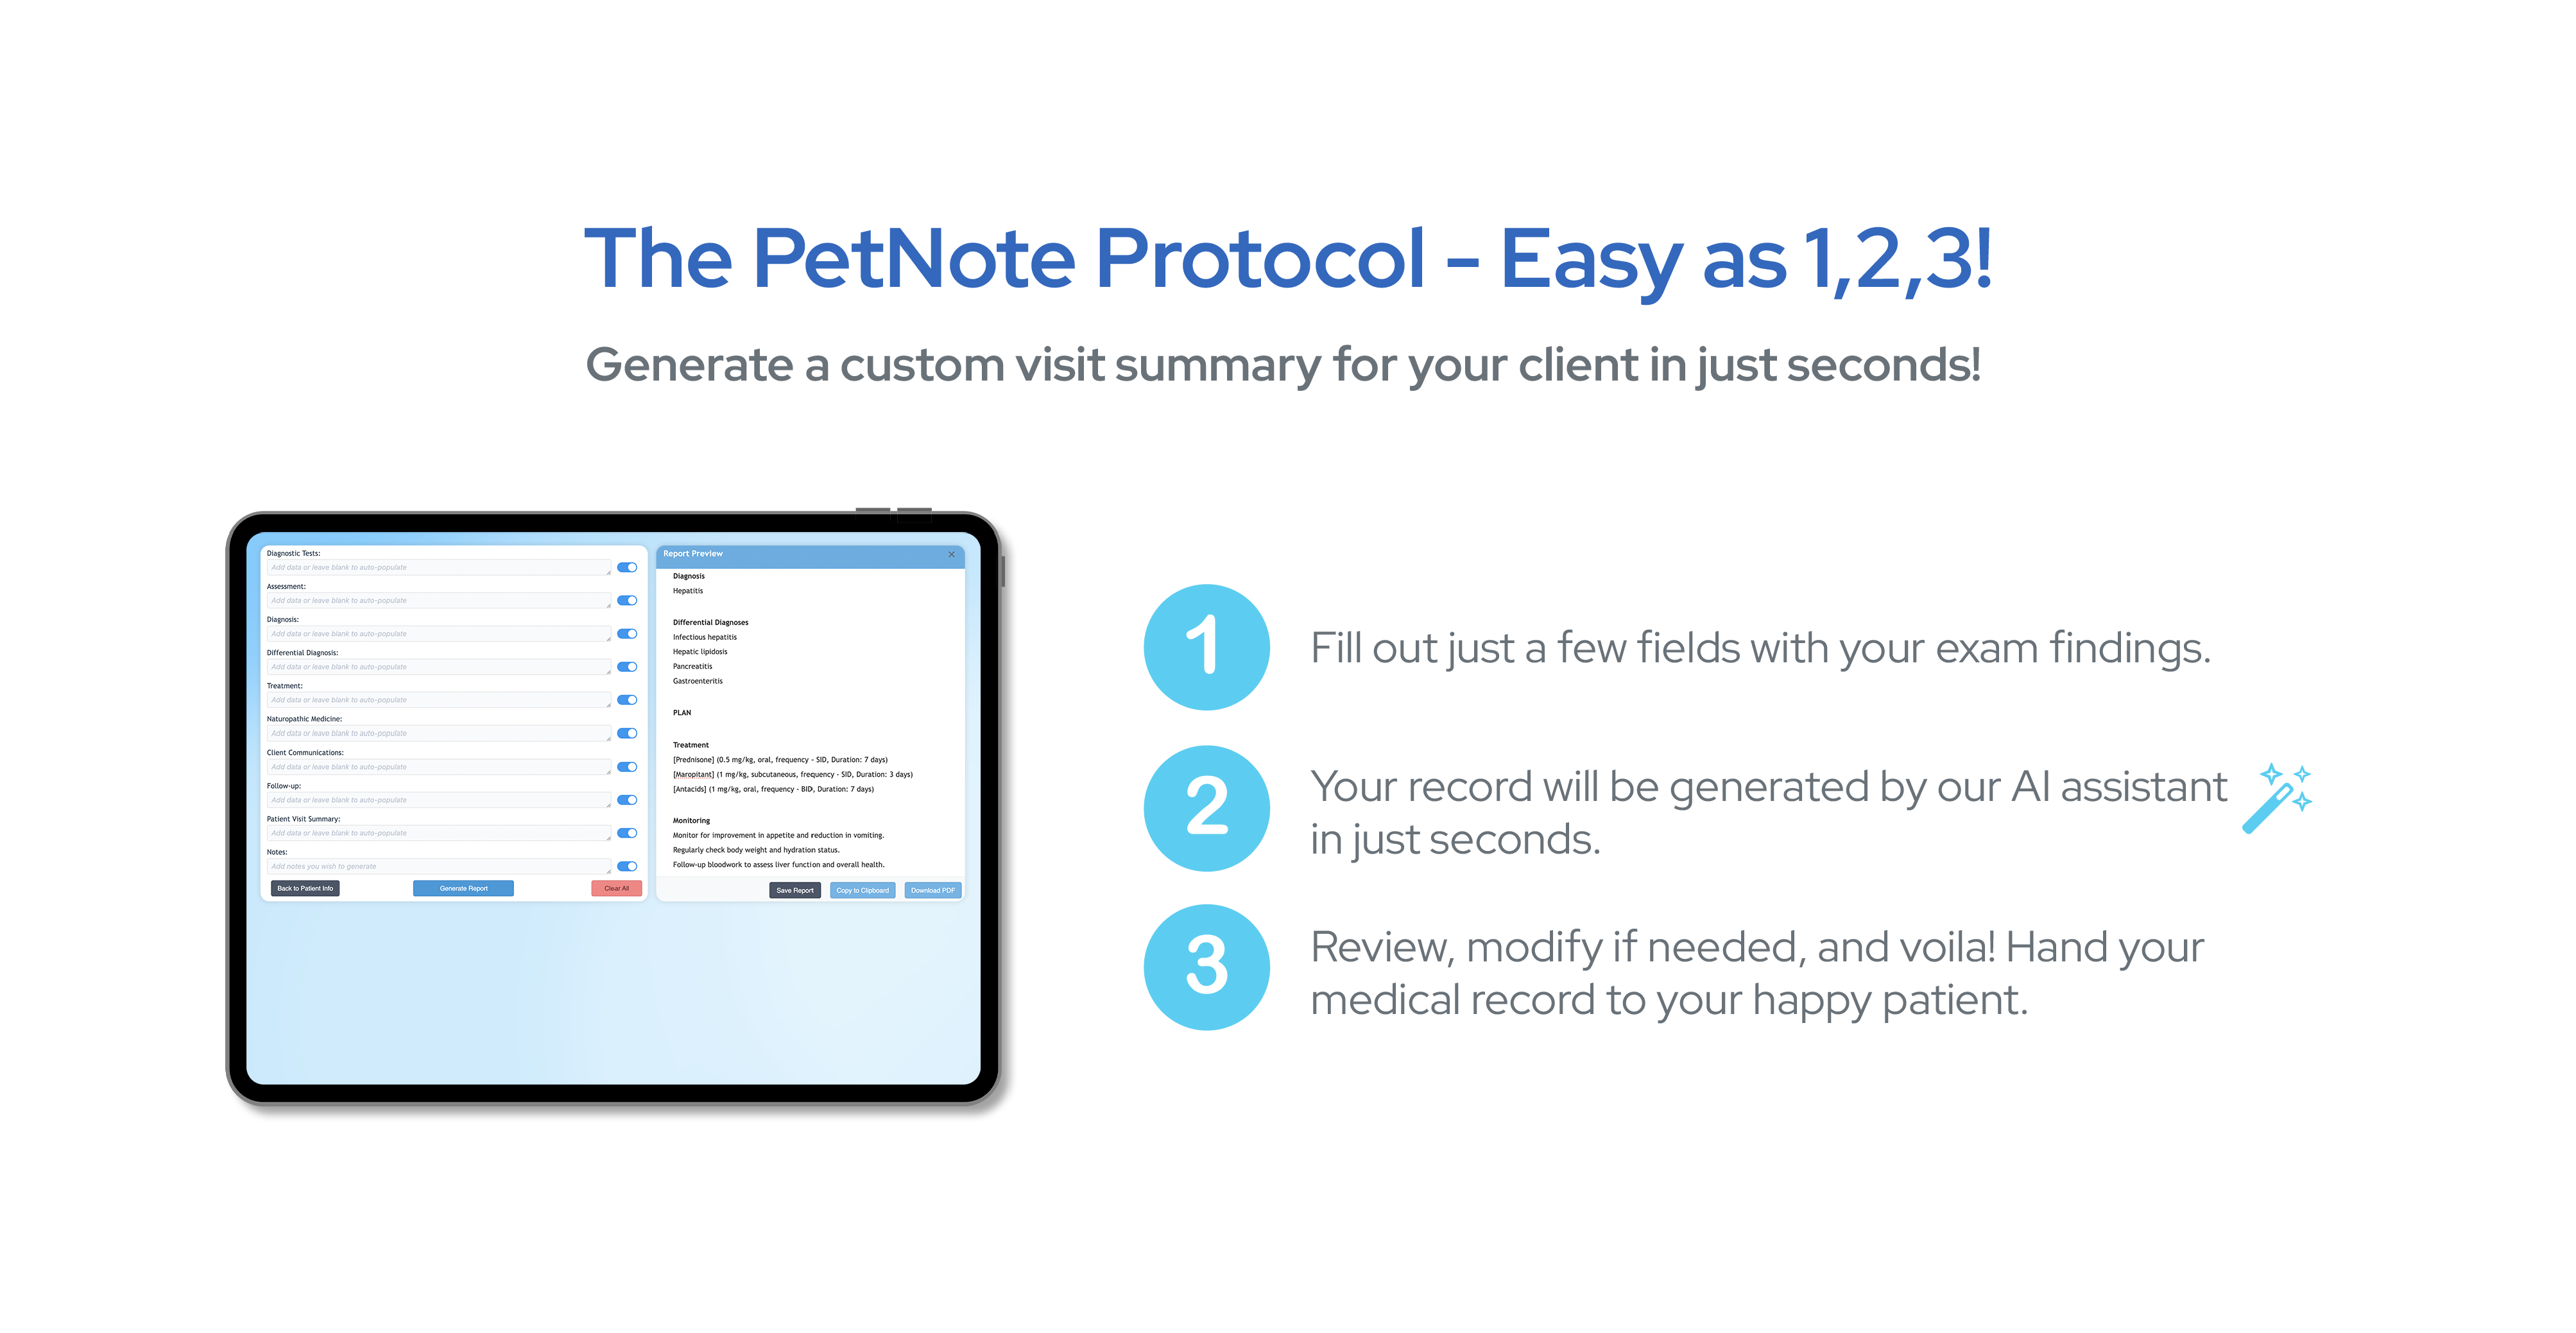 The PetNote Protocol - Easy as 1,2,3!
Generate a custom visit summary for your client in just seconds!
Diagnostic Tests:
Add data or leave blank to auto-populate
Assessment:
Add data or leave blank to auto-populate
Diagnosis:
Add data or leave blank to auto-populate
Differential Diagnosis:
Add data or leave blank to auto-populate
Treatment:
Add data or leave blank to auto-populate
Naturopathic Medicine:
Add data or leave blank to auto-populate
Client Communications:
Add data or leave blank to auto-populate
Follow-up:
Add data or leave blank to auto-populate
Patient Visit Summary:
Add data or leave blank to auto-populate
Notes:
Add notes you wish to generate
Back to Patient Info
Generate Report
Clear All
Report Preview
Diagnosis
Hepatitis
Differential Diagnoses
Infectious hepatitis
Hepatic lipidosis
Pancreatitis
Gastroenteritis
PLAN
Treatment
[Prednisone] (0.5 mg/kg, oral, frequency - SID, Duration: 7 days)
[Maropitant] (1 mg/kg, subcutaneous, frequency - SID, Duration: 3 days)
[Antacids] (1 mg/kg, oral, frequency - BID, Duration: 7 days)
Monitoring
Monitor for improvement in appetite and reduction in vomiting.
Regularly check body weight and hydration status.
Follow-up bloodwork to assess liver function and overall health.
Save Report
Copy to Clipboard
Download PDF
1
Fill out just a few fields with your exam findings.
2
Your record will be generated by our AI assistant
in just seconds.
3
Review, modify if needed, and voila! Hand your
medical record to your happy patient.